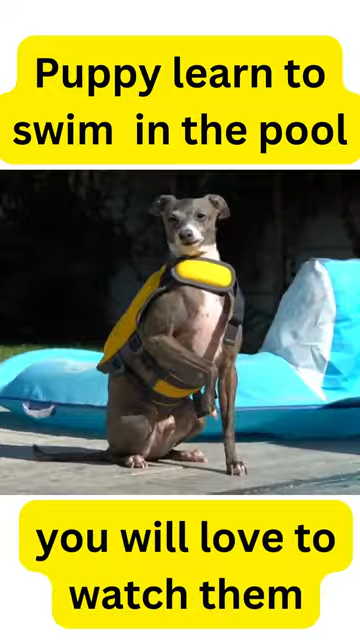 Puppy learn to
swim in the pool
you will love to
watch them